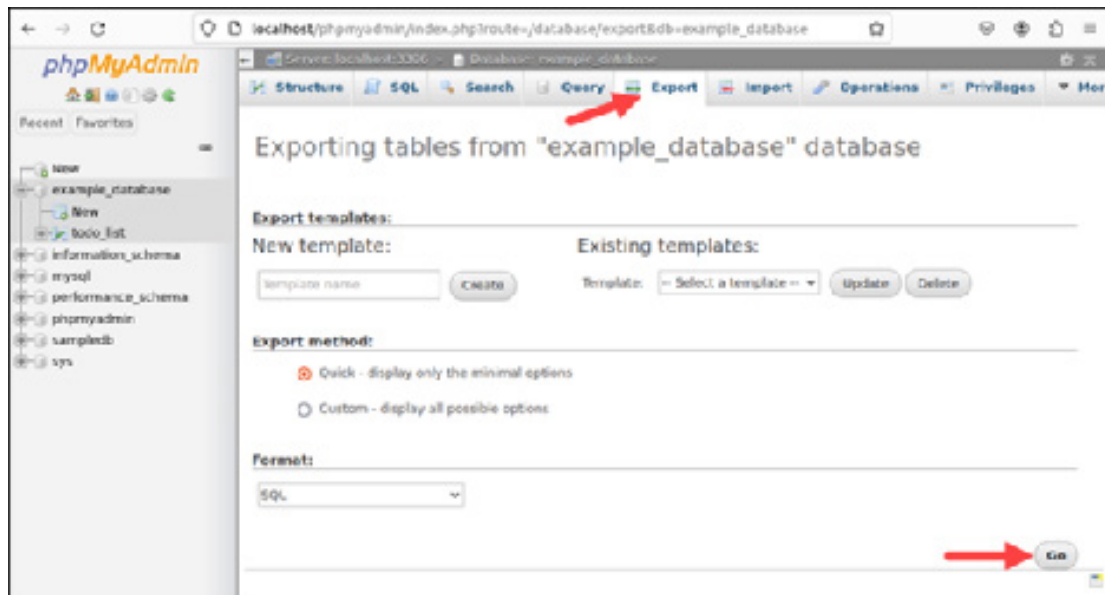 localhost/phpmyadmin/index.php?route=/database/export&db=example_database
phpMyAdmin
Server: localhost:3306 Database: example_database
Structure SQL Search Query Export Import Operations Privileges Mor
Recent Favorites
Exporting tables from "example_database" database
New
example_database
New
todo_list
information_schema
mysql
performance_schema
phpmyadmin
sampledb
sys
Export templates:
New template: Existing templates:
Template name Create Template: -- Select a template -- Update Delete
Export method:
Quick - display only the minimal options
Custom - display all possible options
Format:
SQL
Go